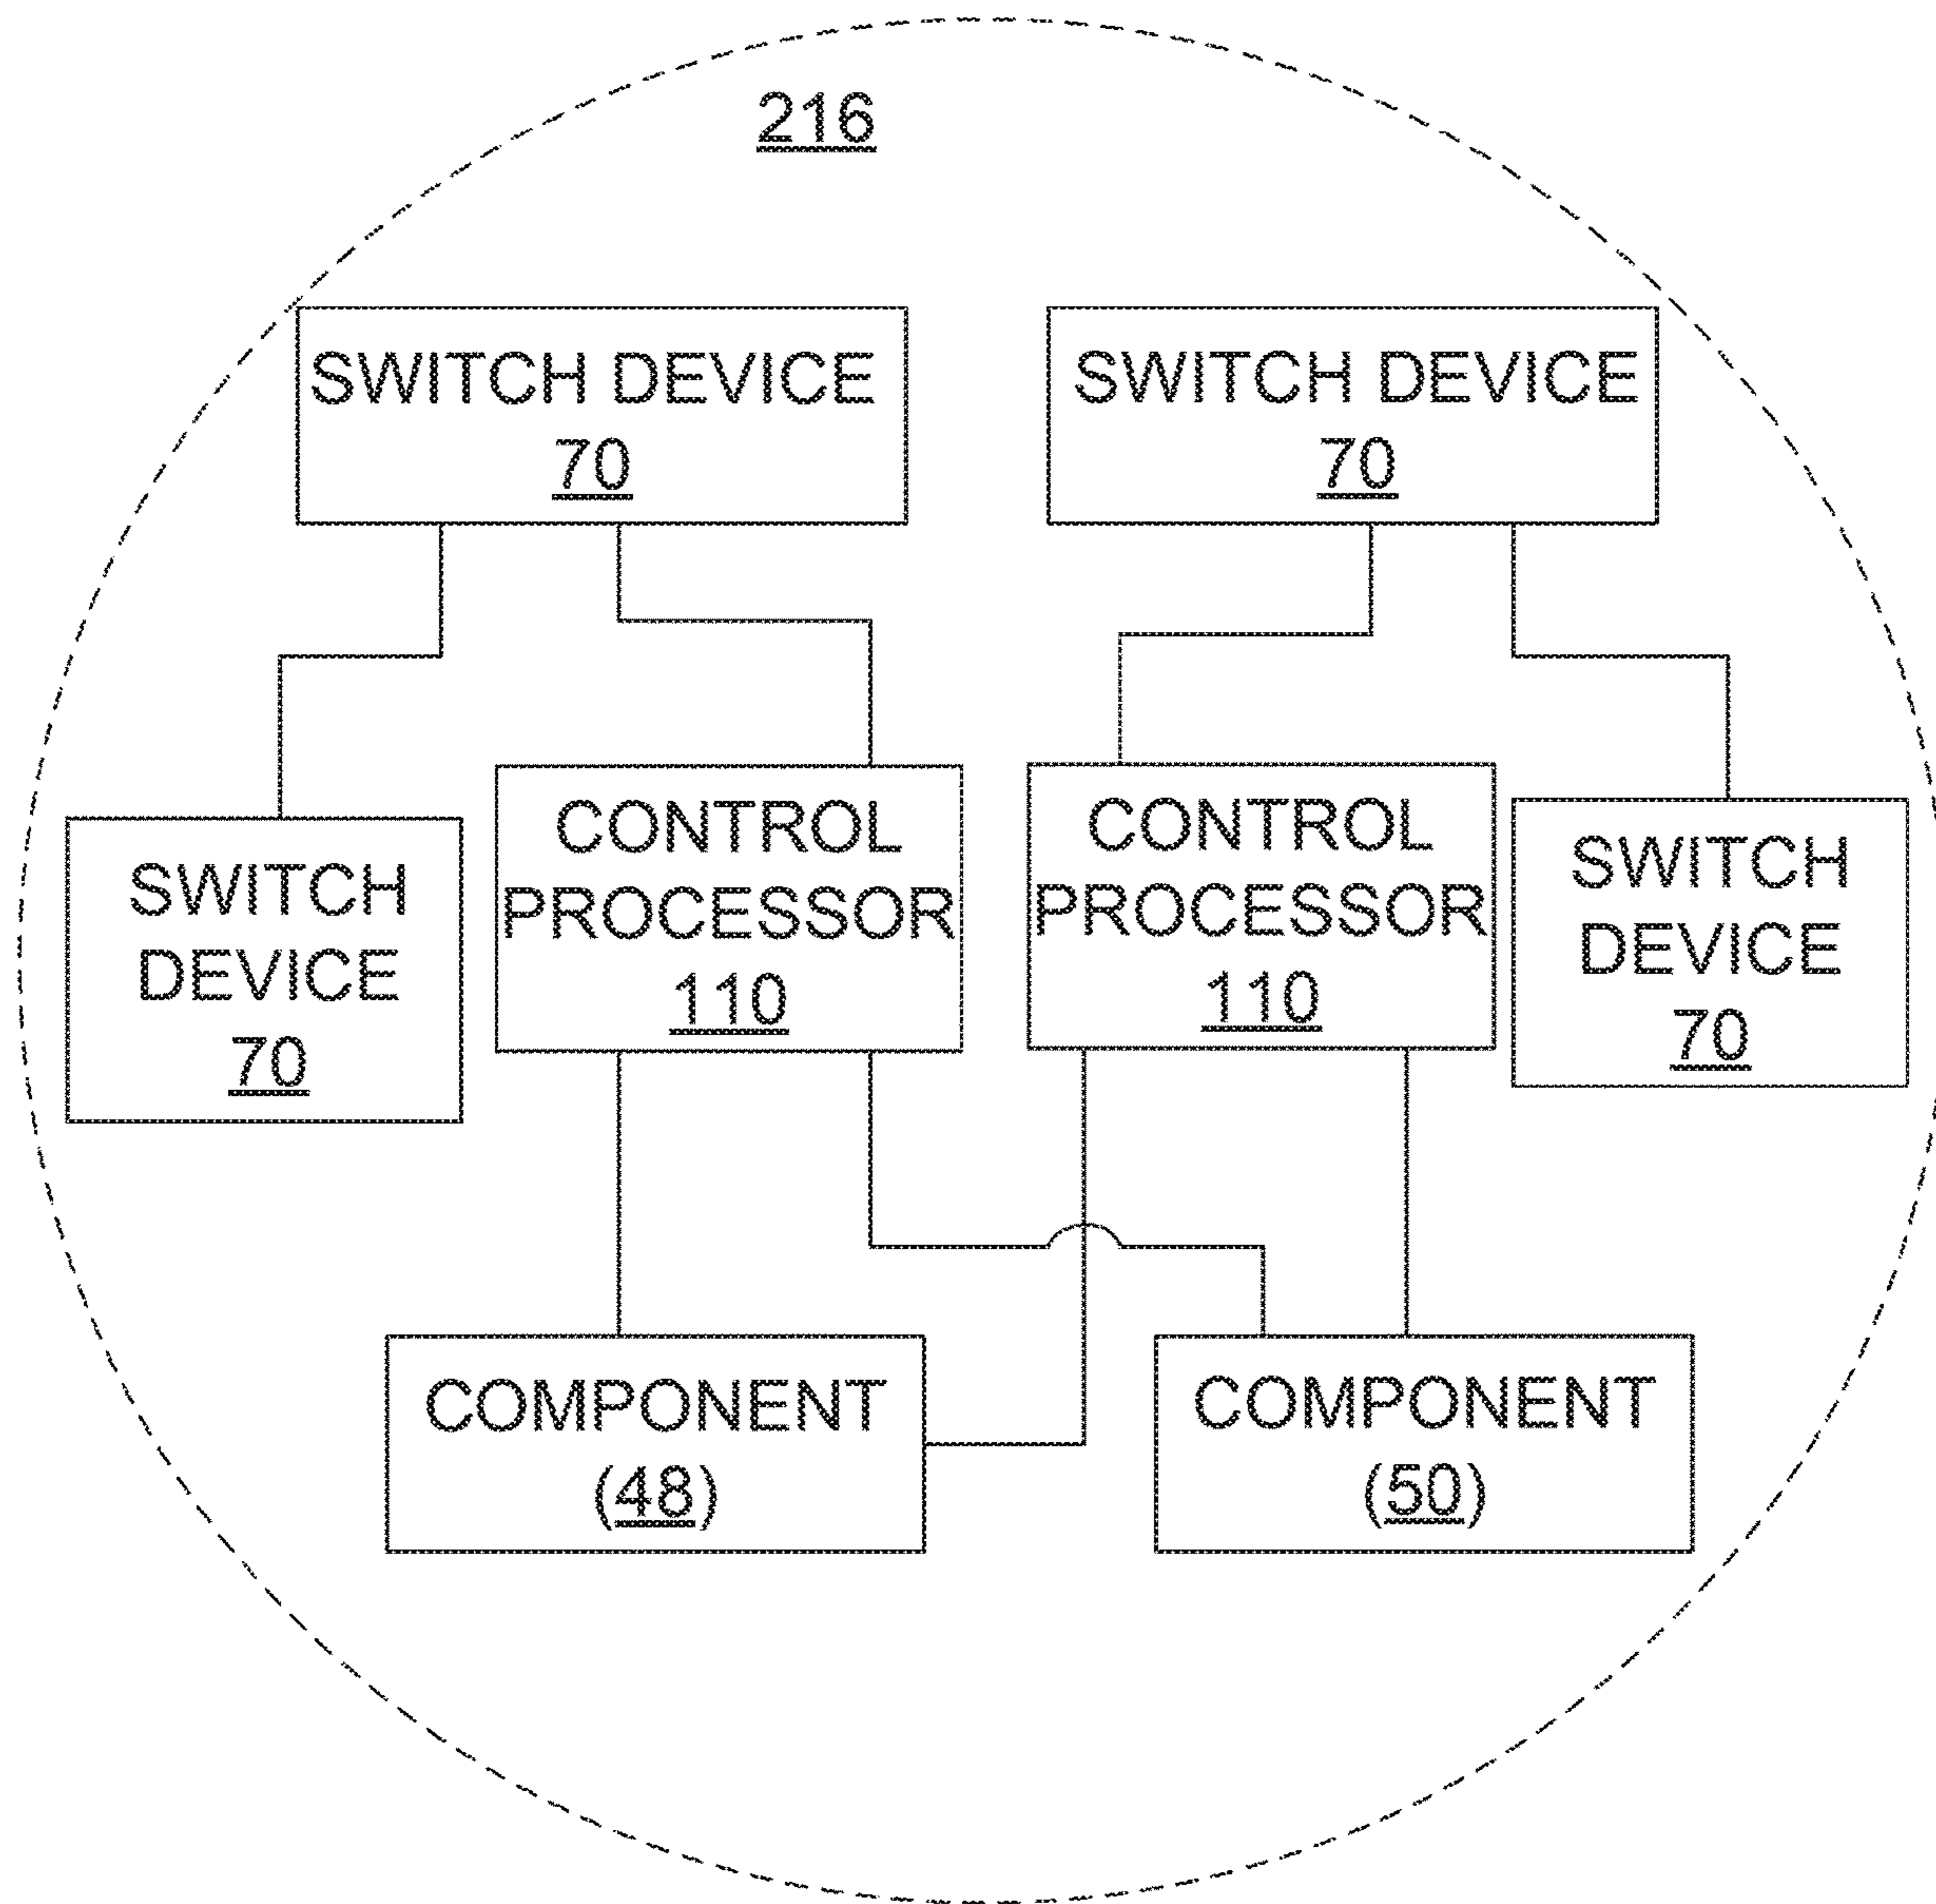 216
SWITCH DEVICE
70
SWITCH DEVICE
70
SWITCH
DEVICE
70
CONTROL
PROCESSOR
110
CONTROL
PROCESSOR
110
SWITCH
DEVICE
70
COMPONENT
(48)
COMPONENT
(50)